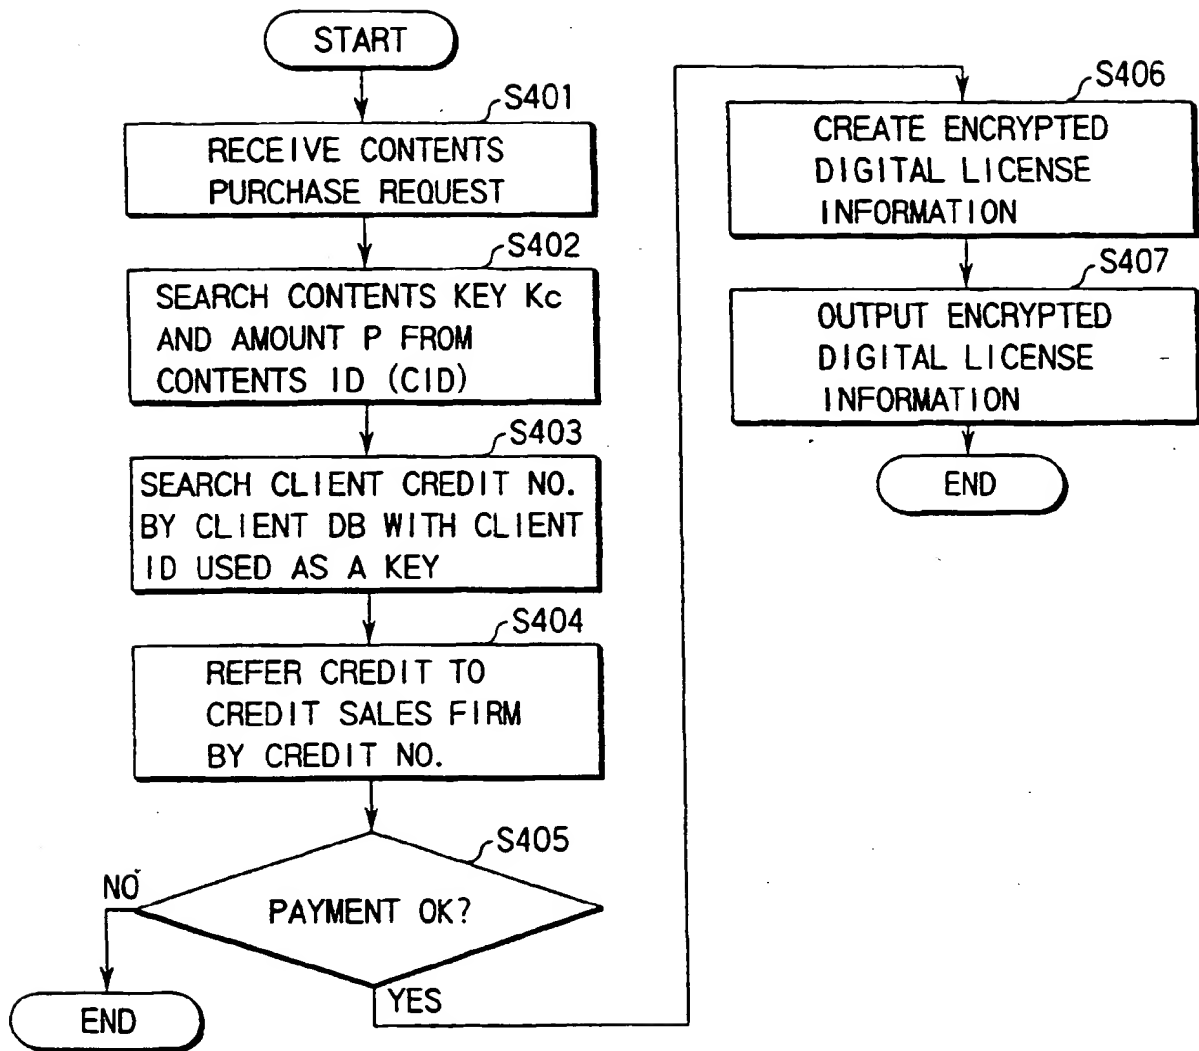 START
S401
RECEIVE CONTENTS
PURCHASE REQUEST
S402
SEARCH CONTENTS KEY Kc
AND AMOUNT P FROM
CONTENTS ID (CID)
S403
SEARCH CLIENT CREDIT NO.
BY CLIENT DB WITH CLIENT
ID USED AS A KEY
S404
REFER CREDIT TO
CREDIT SALES FIRM
BY CREDIT NO.
S405
PAYMENT OK?
NO
END
YES
S406
CREATE ENCRYPTED
DIGITAL LICENSE
INFORMATION
S407
OUTPUT ENCRYPTED
DIGITAL LICENSE
INFORMATION
END